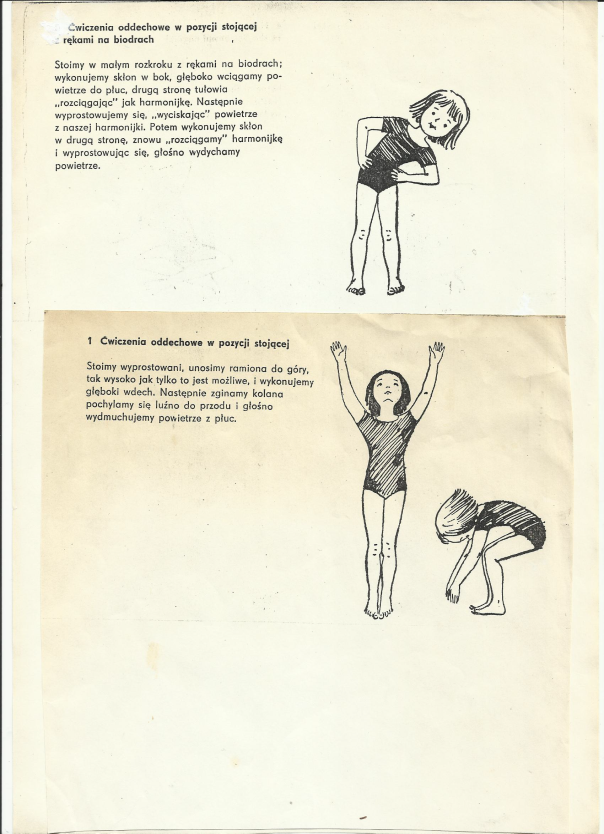 Ćwiczenia oddechowe w pozycji stojącej
z rękami na biodrach
Stoimy w małym rozkroku z rękami na biodrach;
wykonujemy skłon w bok, głęboko wciągamy po-
wietrze do płuc, drugą stronę tułowia
„rozciągając" jak harmonijkę. Następnie
wyprostowujemy się, „wyciskając" powietrze
z naszej harmonijki. Potem wykonujemy skłon
w drugą stronę, znowu „rozciągamy" harmonijkę
i wyprostowując się, głośno wydychamy
powietrze.
1 Ćwiczenia oddechowe w pozycji stojącej
Stoimy wyprostowani, unosimy ramiona do góry,
tak wysoko jak tylko to jest możliwe, i wykonujemy
głęboki wdech. Następnie zginamy kolana
pochylamy się luźno do przodu i głośno
wydmuchujemy powietrze z płuc.